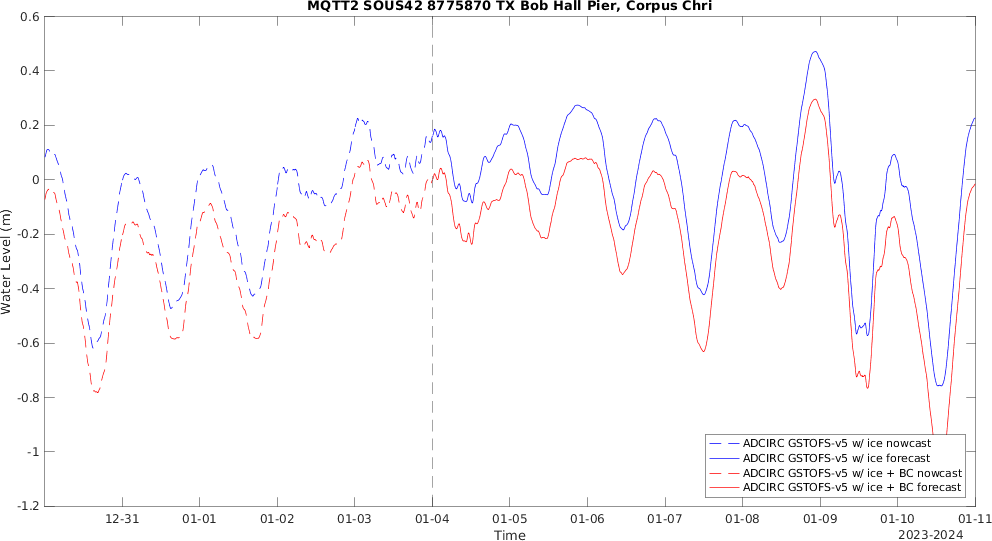 MQTT2 SOUS42 8775870 TX Bob Hall Pier, Corpus Chri
0.6
0.4
0.2
0
-0.2
-0.4
-0.6
-0.8
-1
-1.2
Water Level (m)
ADCIRC GSTOFS-v5 w/ ice nowcast
ADCIRC GSTOFS-v5 w/ ice forecast
ADCIRC GSTOFS-v5 w/ ice + BC nowcast
ADCIRC GSTOFS-v5 w/ ice + BC forecast
12-31 01-01 01-02 01-03 01-04 01-05 01-06 01-07 01-08 01-09 01-10 01-11
Time
2023-2024